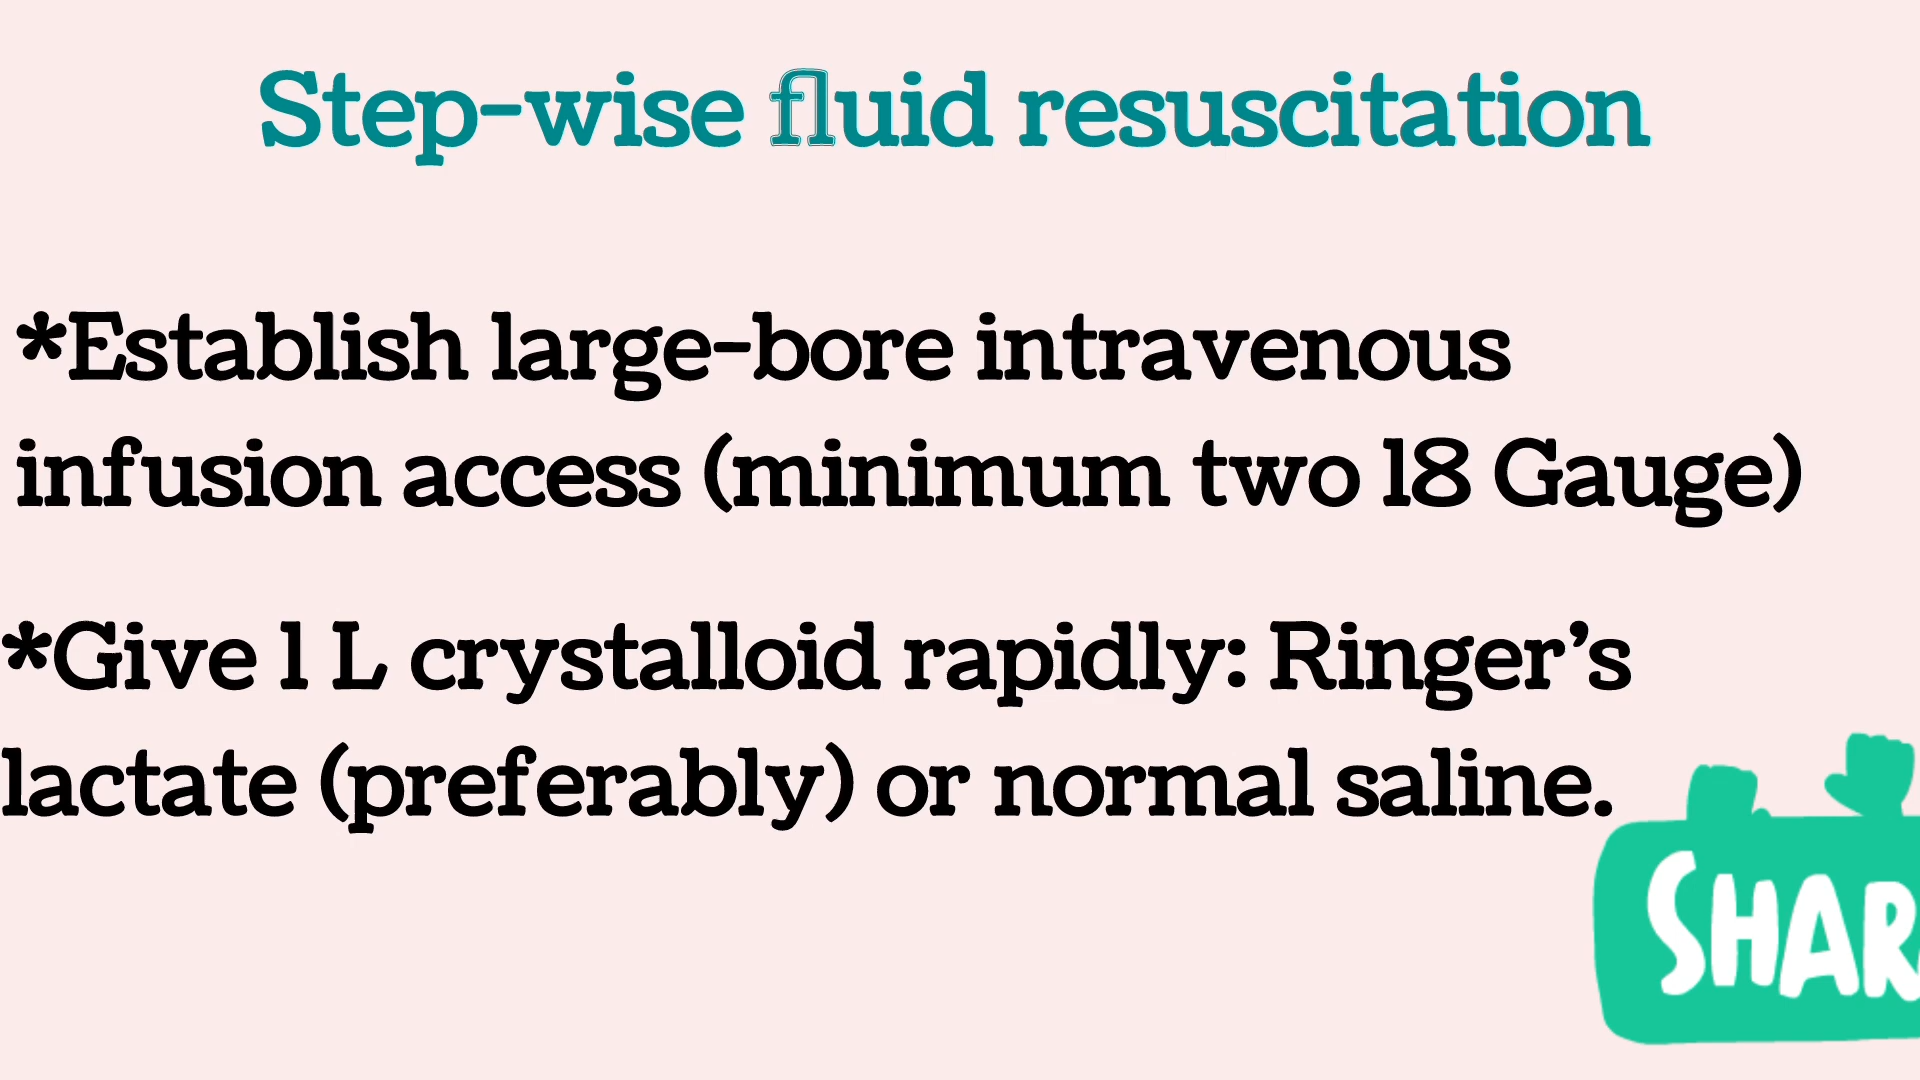 Step-wise fluid resuscitation
*Establish large-bore intravenous
infusion access (minimum two 18 Gauge)
*Give 1 L crystalloid rapidly: Ringer’s
lactate (preferably) or normal saline.
SHAR